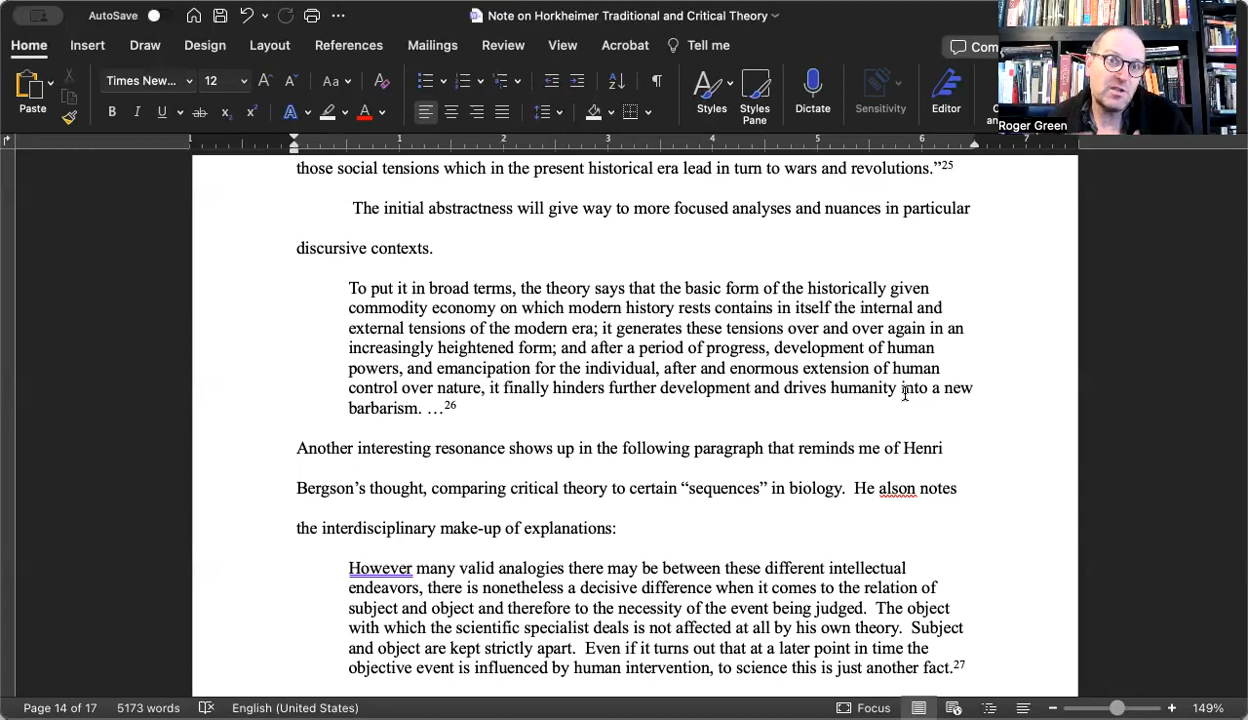 AutoSave
Note on Horkheimer Traditional and Critical Theory
Home Insert Draw Design Layout References Mailings Review View Acrobat Tell me
Com
Paste
Times New... 12
Aa
B I U ab x2 x2 A A
A Z
Styles
Styles Pane
Dictate
Sensitivity
Editor
Roger Green
1 1 2 3 4 5 6 7
those social tensions which in the present historical era lead in turn to wars and revolutions.”25
The initial abstractness will give way to more focused analyses and nuances in particular
discursive contexts.
To put it in broad terms, the theory says that the basic form of the historically given
commodity economy on which modern history rests contains in itself the internal and
external tensions of the modern era; it generates these tensions over and over again in an
increasingly heightened form; and after a period of progress, development of human
powers, and emancipation for the individual, after and enormous extension of human
control over nature, it finally hinders further development and drives humanity into a new
barbarism. …26
Another interesting resonance shows up in the following paragraph that reminds me of Henri
Bergson’s thought, comparing critical theory to certain “sequences” in biology. He alson notes
the interdisciplinary make-up of explanations:
However many valid analogies there may be between these different intellectual
endeavors, there is nonetheless a decisive difference when it comes to the relation of
subject and object and therefore to the necessity of the event being judged. The object
with which the scientific specialist deals is not affected at all by his own theory. Subject
and object are kept strictly apart. Even if it turns out that at a later point in time the
objective event is influenced by human intervention, to science this is just another fact.27
Page 14 of 17 5173 words English (United States) Focus 149%